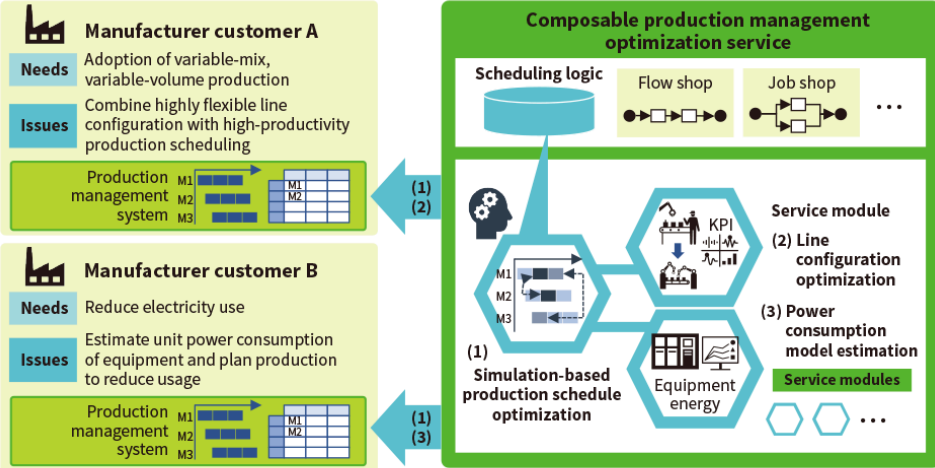 Manufacturer customer A
Needs
Adoption of variable-mix,
variable-volume production
Issues
Combine highly flexible line
configuration with high-productivity
production scheduling
Production
management
system
M1
M2
M3
M1
M2
(1)
(2)
Manufacturer customer B
Needs
Reduce electricity use
Issues
Estimate unit power consumption
of equipment and plan production
to reduce usage
Production
management
system
M1
M2
M3
M1
M2
(1)
(3)
Composable production management
optimization service
Scheduling logic
Flow shop
Job shop
M1
M2
M3
(1)
Simulation-based
production schedule
optimization
KPI
Equipment
energy
Service module
(2) Line
configuration
optimization
(3) Power
consumption
model estimation
Service modules